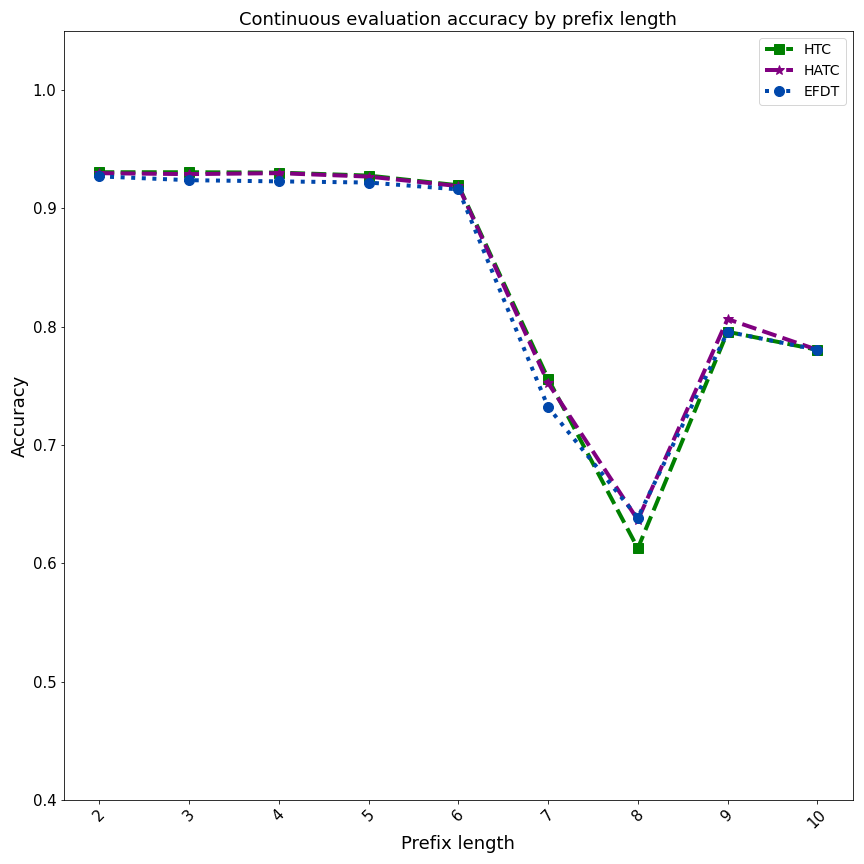 Continuous evaluation accuracy by prefix length
HTC
HATC
EFDT
1.0
0.9
0.8
0.7
0.6
0.5
0.4
Accuracy
2 3 4 5 6 7 8 9 10
Prefix length